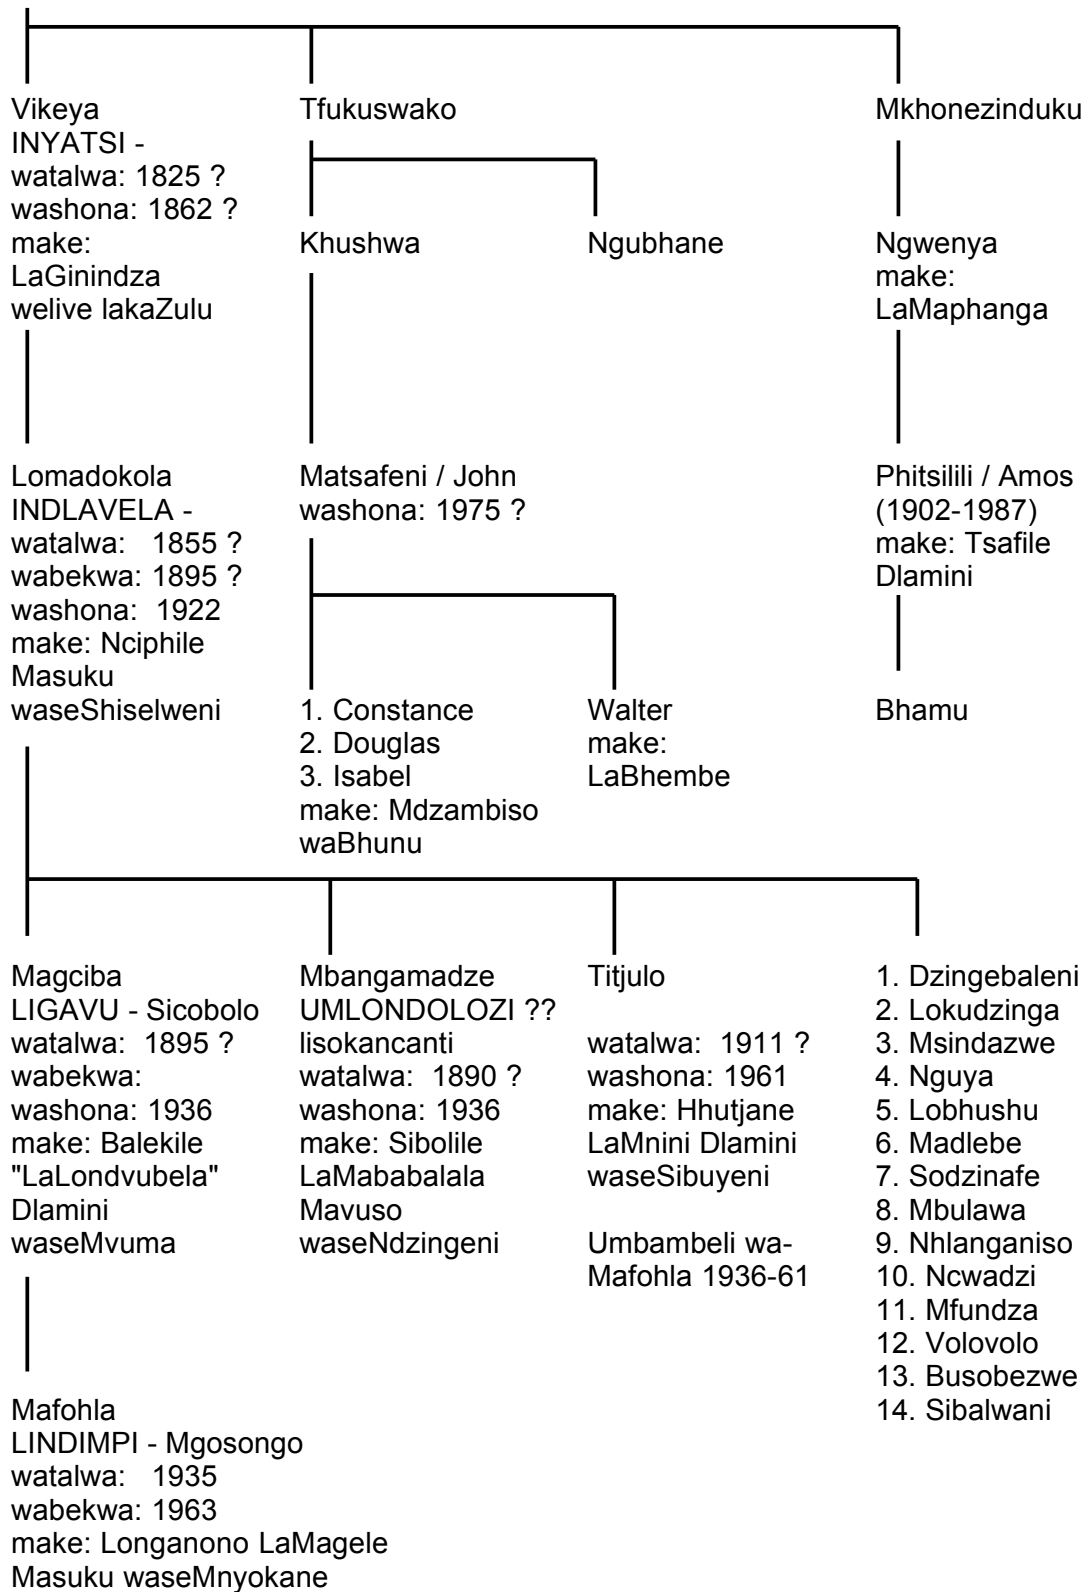 Vikeya
INYATSI -
watalwa: 1825 ?
washona: 1862 ?
make:
LaGinindza
welive lakaZulu
Tfukuswako
Mkhonezinduku
Khushwa
Ngubhane
Ngwenya
make:
LaMaphanga
Lomadokola
INDLAVELA -
watalwa: 1855 ?
wabekwa: 1895 ?
washona: 1922
make: Nciphile
Masuku
waseShiselweni
Matsafeni / John
washona: 1975 ?
Phitsilili / Amos
(1902-1987)
make: Tsafile
Dlamini
1. Constance
2. Douglas
3. Isabel
make: Mdzambiso
waBhunu
Walter
make:
LaBhembe
Bhamu
Magciba
LIGAVU - Sicobolo
watalwa: 1895 ?
wabekwa:
washona: 1936
make: Balekile
"LaLondvubela"
Dlamini
waseMvuma
Mbangamadze
UMLONDOLOZI ??
lisokancanti
watalwa: 1890 ?
washona: 1936
make: Sibolile
LaMababalala
Mavuso
waseNdzingeni
Titjulo
watalwa: 1911 ?
washona: 1961
make: Hhutjane
LaMnini Dlamini
waseSibuyeni
Umbambeli wa-
Mafohla 1936-61
1. Dzingebaleni
2. Lokudzinga
3. Msindazwe
4. Nguya
5. Lobhushu
6. Madlebe
7. Sodzinafe
8. Mbulawa
9. Nhlanganiso
10. Ncwadzi
11. Mfundza
12. Volovolo
13. Busobezwe
14. Sibalwani
Mafohla
LINDIMPI - Mgosongo
watalwa: 1935
wabekwa: 1963
make: Longanono LaMagele
Masuku waseMnyokane